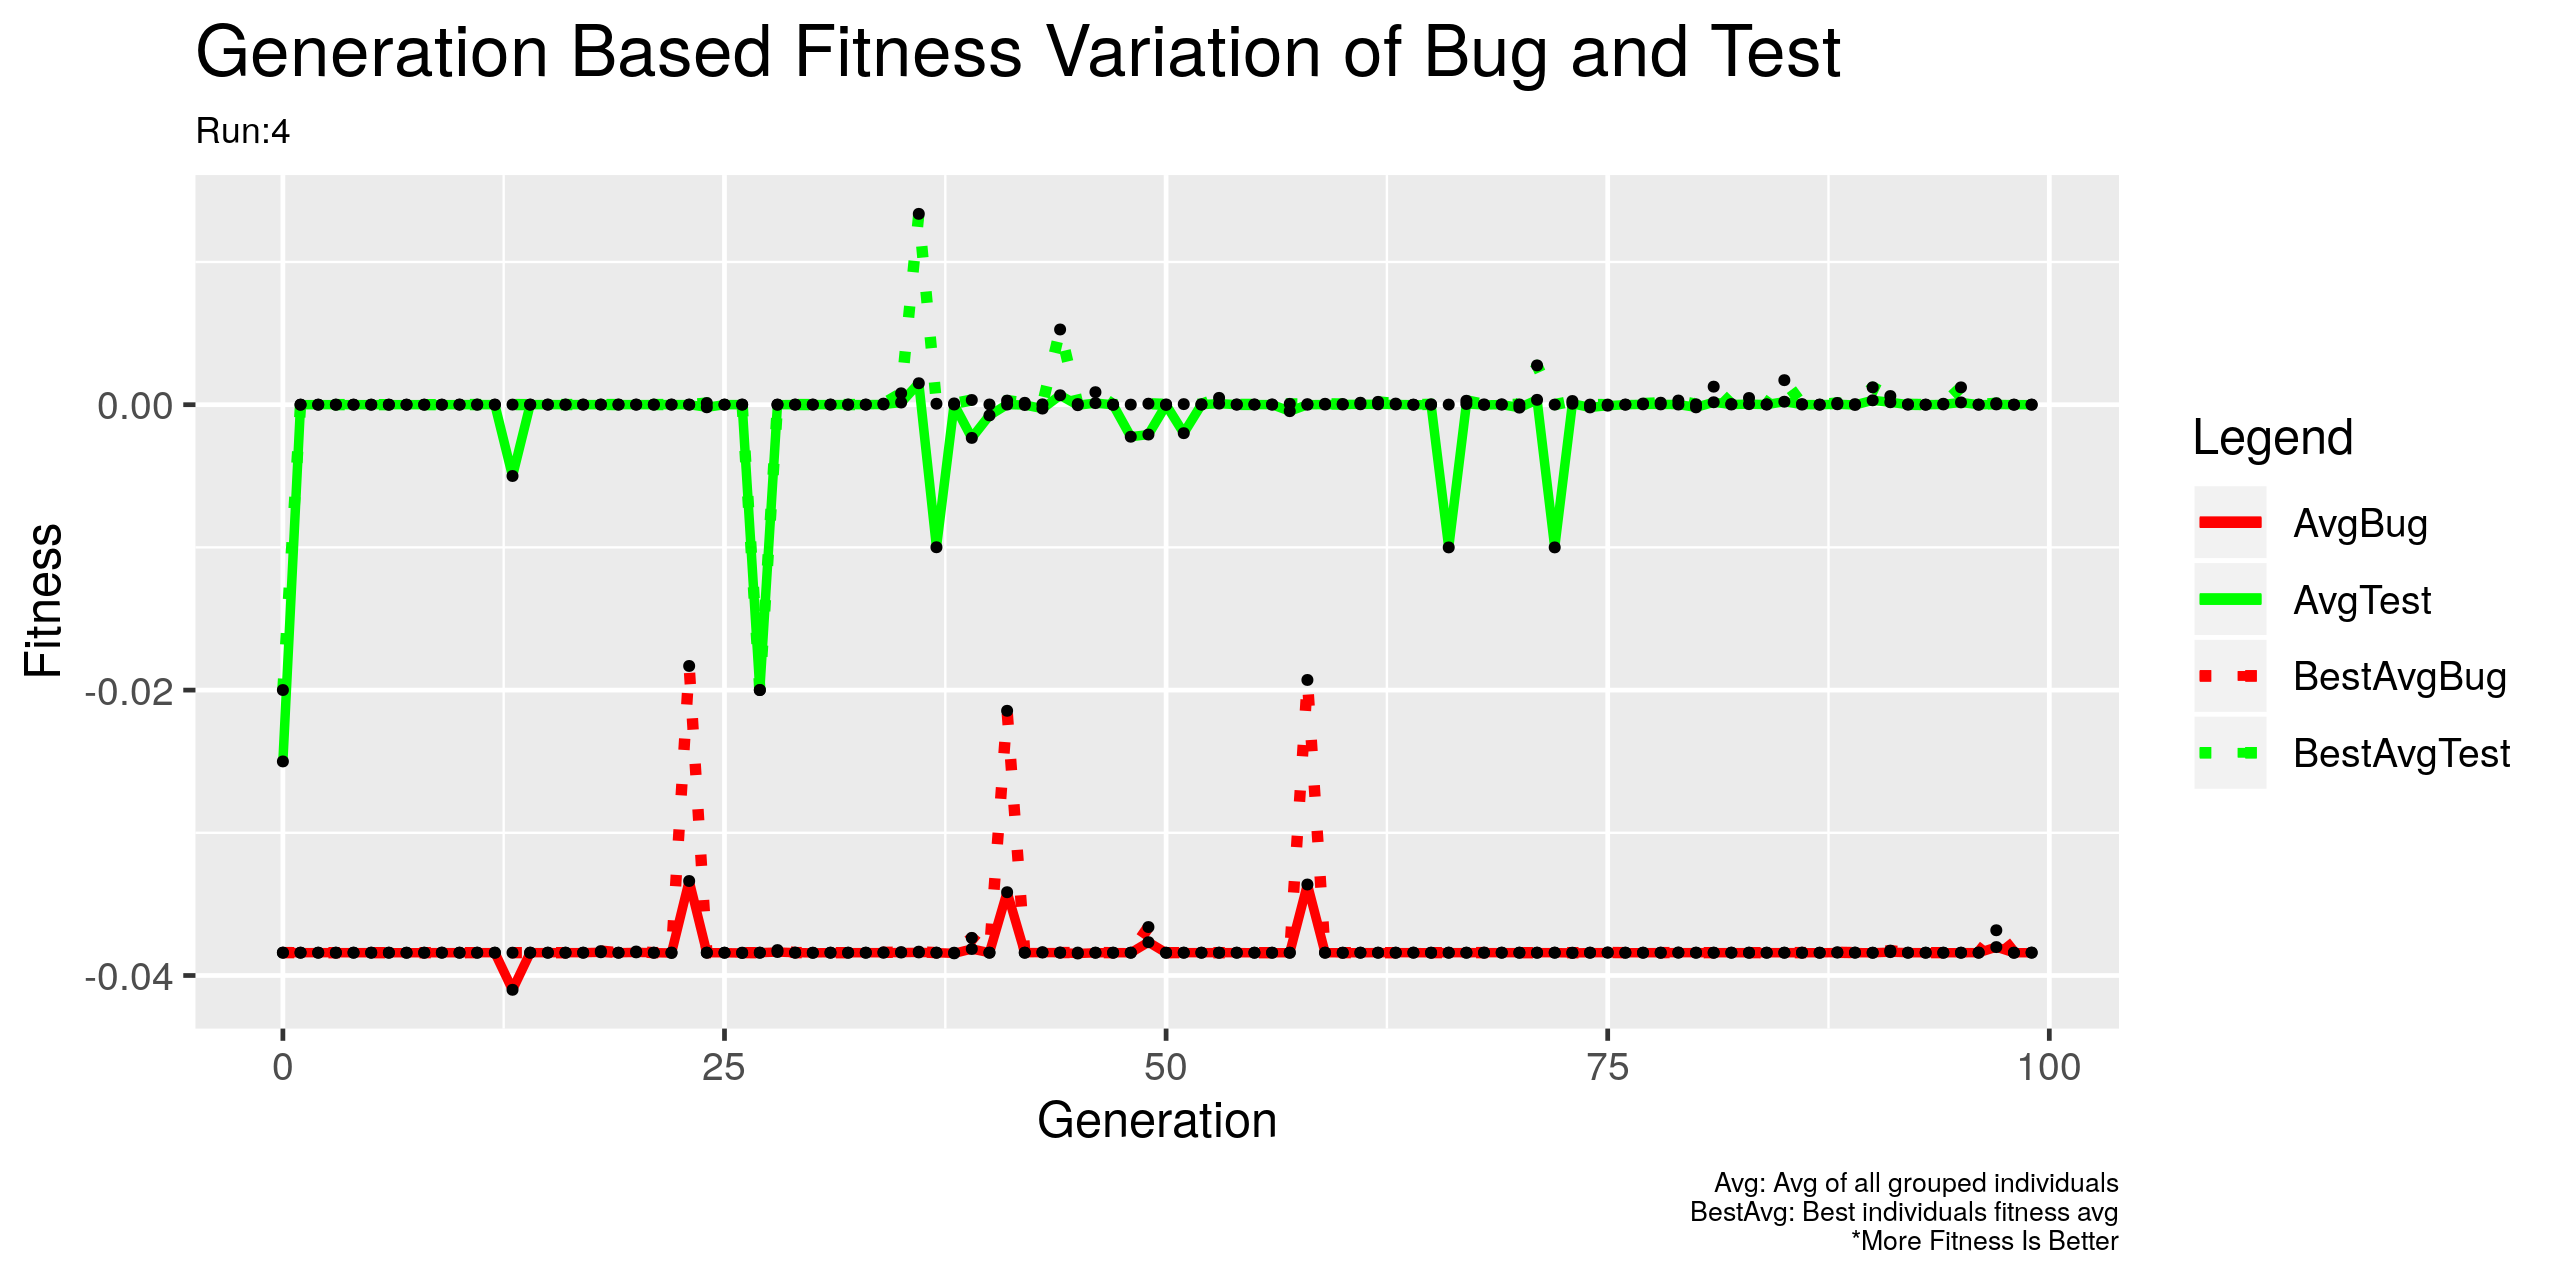 Generation Based Fitness Variation of Bug and Test
Run:4
Fitness
0.00
-0.02
-0.04
0
25
50
75
100
Generation
Legend
AvgBug
AvgTest
BestAvgBug
BestAvgTest
Avg: Avg of all grouped individuals
BestAvg: Best individuals fitness avg
*More Fitness Is Better